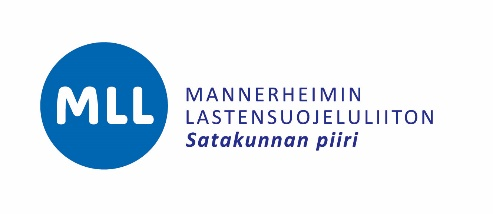 MLL
MANNERHEIMIN
LASTENSUOJELULIITON
Satakunnan piiri